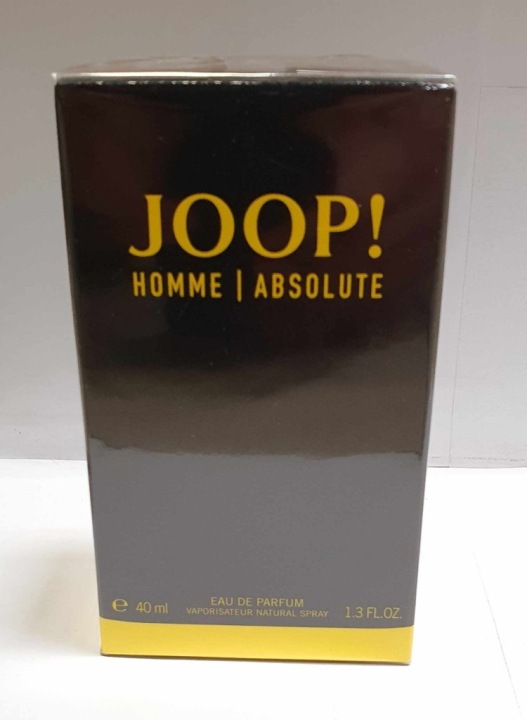 JOOP!
HOMME | ABSOLUTE
EAU DE PARFUM
℮ 40 ml VAPORISATEUR NATURAL SPRAY 1.3 FL.OZ.